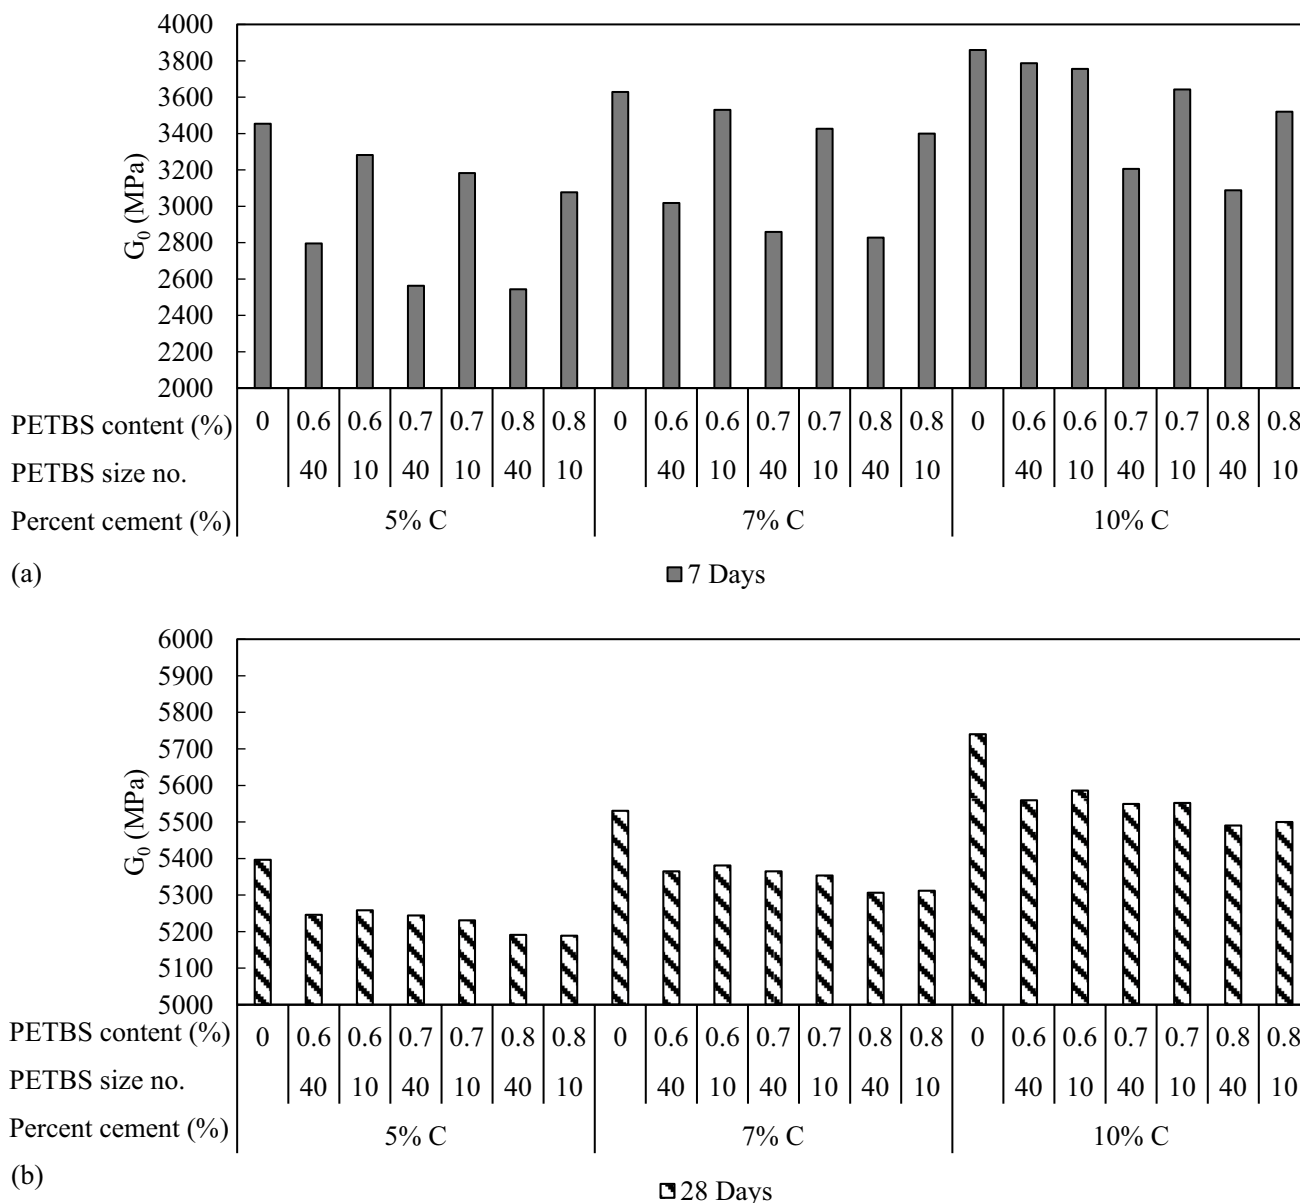 4000
3800
3600
3400
3200
3000
2800
2600
2400
2200
2000
G0 (MPa)
PETBS content (%) 0 0.6 0.6 0.7 0.7 0.8 0.8 0 0.6 0.6 0.7 0.7 0.8 0.8 0 0.6 0.6 0.7 0.7 0.8 0.8
PETBS size no. 40 10 40 10 40 10 40 10 40 10 40 10 40 10 40 10 40 10
Percent cement (%) 5% C 7% C 10% C
(a)
7 Days
6000
5900
5800
5700
5600
5500
5400
5300
5200
5100
5000
G0 (MPa)
PETBS content (%) 0 0.6 0.6 0.7 0.7 0.8 0.8 0 0.6 0.6 0.7 0.7 0.8 0.8 0 0.6 0.6 0.7 0.7 0.8 0.8
PETBS size no. 40 10 40 10 40 10 40 10 40 10 40 10 40 10 40 10 40 10
Percent cement (%) 5% C 7% C 10% C
(b)
28 Days